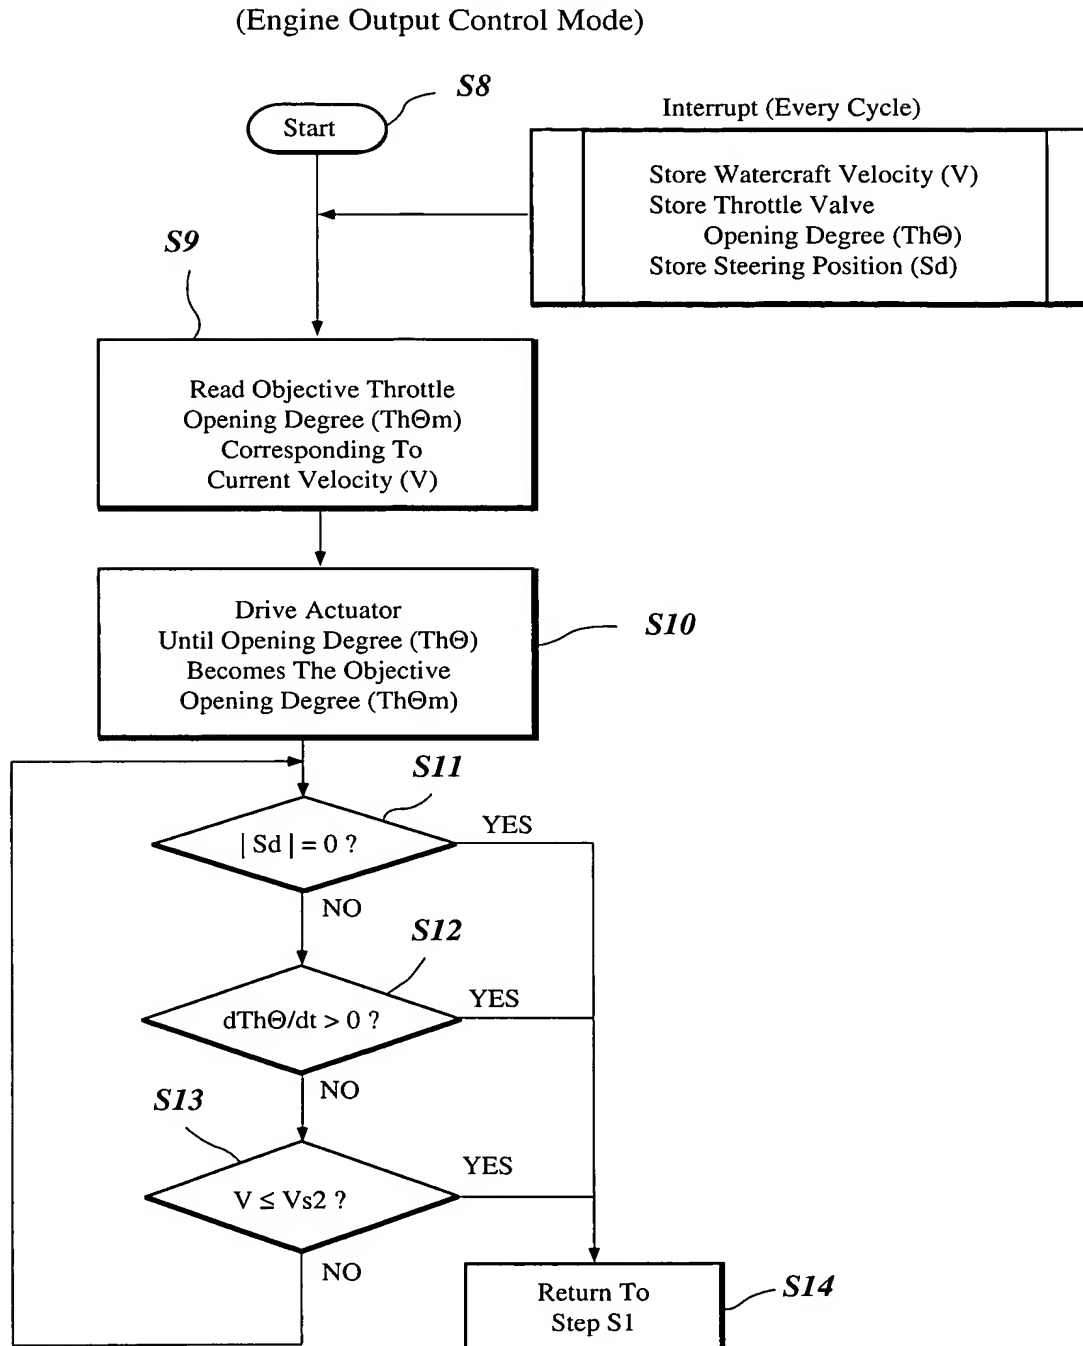 (Engine Output Control Mode)
S8
Start
Interrupt (Every Cycle)
Store Watercraft Velocity (V)
Store Throttle Valve
Opening Degree (ThΘ)
Store Steering Position (Sd)
S9
Read Objective Throttle
Opening Degree (ThΘm)
Corresponding To
Current Velocity (V)
Drive Actuator
Until Opening Degree (ThΘ)
Becomes The Objective
Opening Degree (ThΘm)
S10
S11
| Sd | = 0 ?
YES
NO
S12
dThΘ/dt > 0 ?
YES
NO
S13
V ≤ Vs2 ?
YES
NO
Return To
Step S1
S14